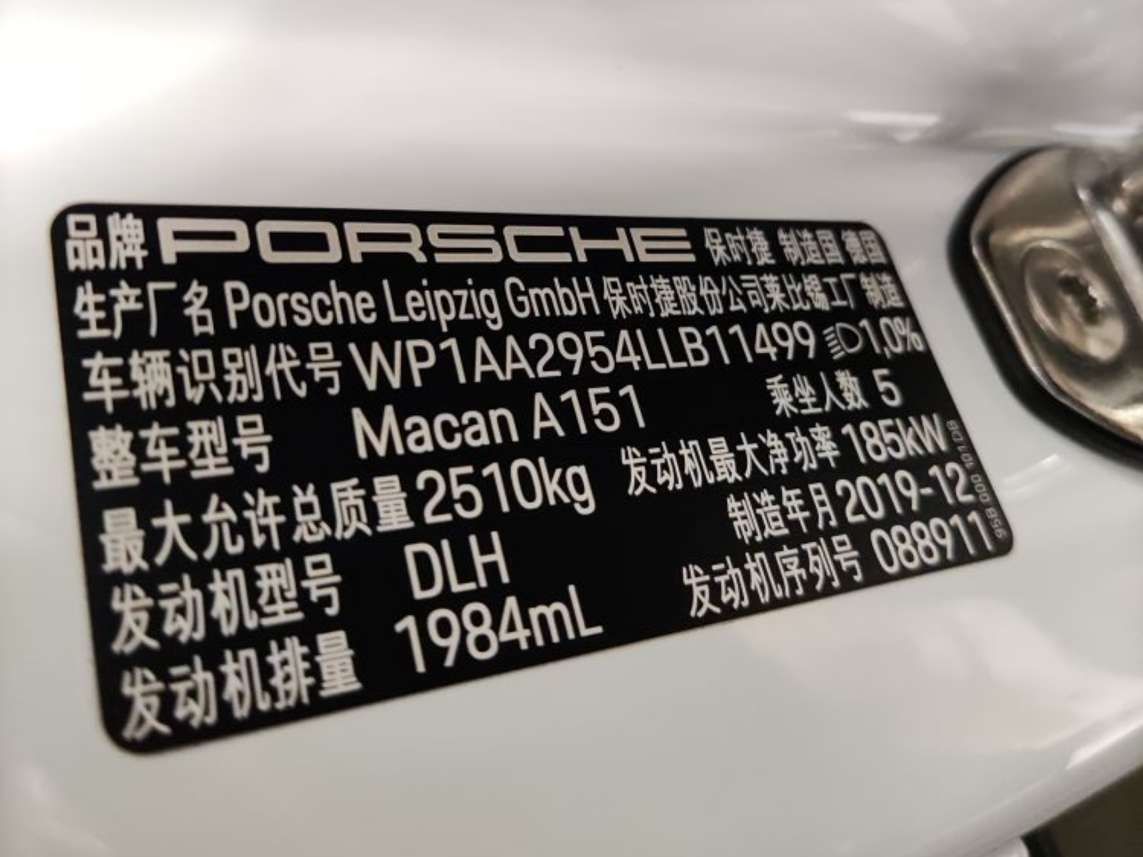 品牌 PORSCHE 保时捷 制造国 德国
生产厂名 Porsche Leipzig GmbH 保时捷股份公司莱比锡工厂 制造
车辆识别代号 WP1AA2954LLB11499 1,0%
整车型号 Macan A151 乘坐人数 5
最大允许总质量 2510kg 发动机最大净功率 185kW
发动机型号 DLH 制造年月 2019-12
发动机排量 1984mL 发动机序列号 088911
95B 000 101 DB